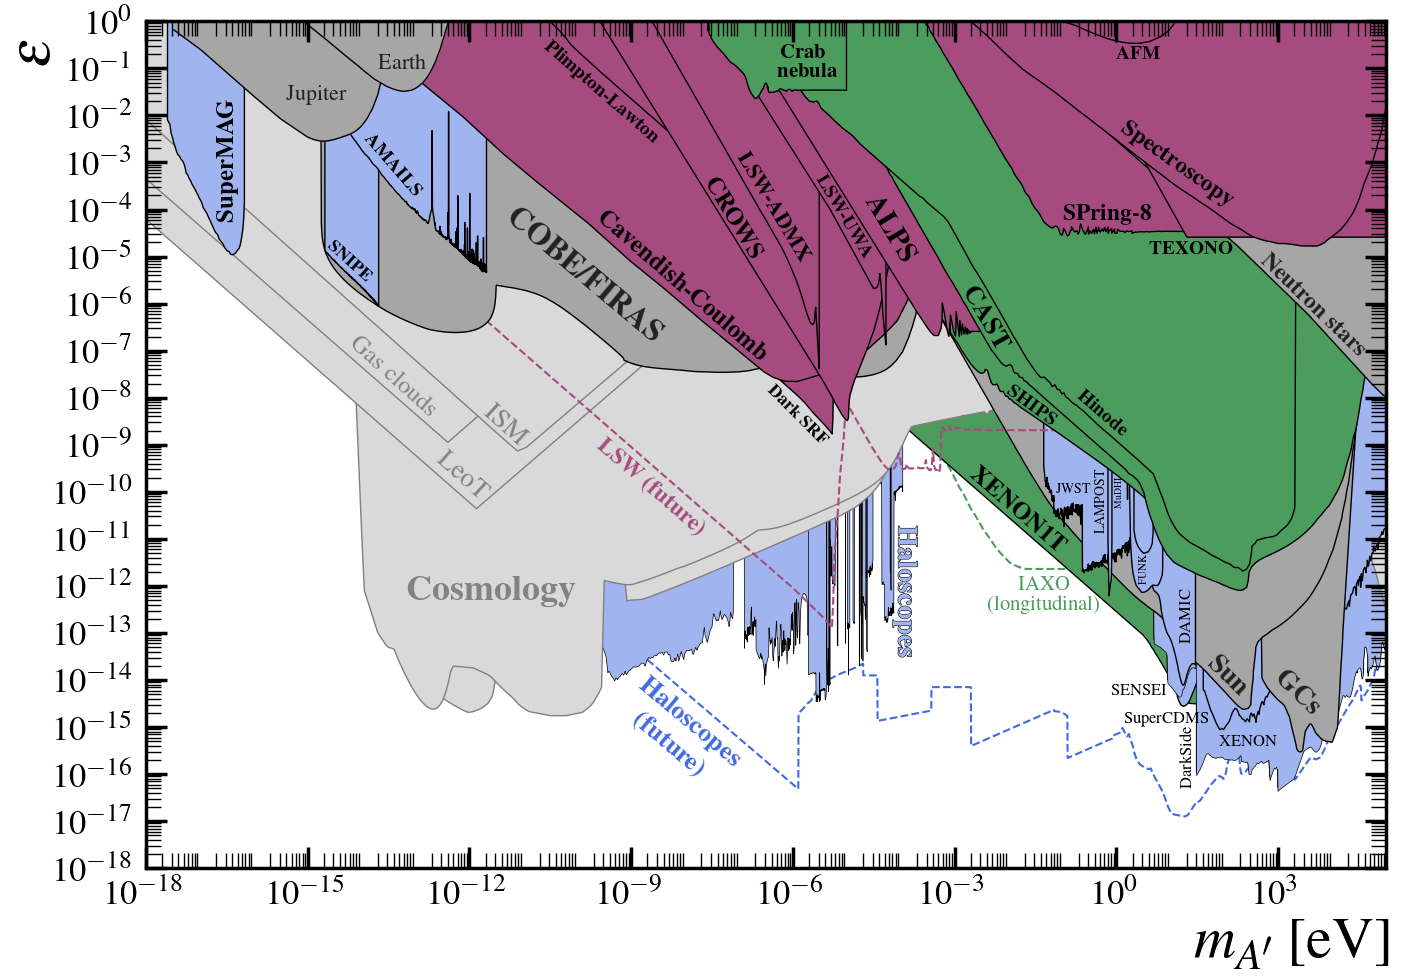 ε
10⁰
10⁻¹
10⁻²
10⁻³
10⁻⁴
10⁻⁵
10⁻⁶
10⁻⁷
10⁻⁸
10⁻⁹
10⁻¹⁰
10⁻¹¹
10⁻¹²
10⁻¹³
10⁻¹⁴
10⁻¹⁵
10⁻¹⁶
10⁻¹⁷
10⁻¹⁸
Earth
Jupiter
SuperMAG
AMAILS
SNIPE
COBE/FIRAS
Plimpton-Lawton
Cavendish-Coulomb
CROWS
LSW-ADMX
LSW-UWA
ALPS
Crab
nebula
AFM
Spectroscopy
SPring-8
TEXONO
Neutron stars
CAST
SHIPS
Hinode
Dark SRF
Gas clouds
ISM
LeoT
LSW (future)
Cosmology
Haloscopes
XENON1T
IAXO
(longitudinal)
JWST
LAMPOST
MuDHI
FUNK
DAMIC
Sun
GCs
SENSEI
SuperCDMS
DarkSide
XENON
Haloscopes
(future)
10⁻¹⁸
10⁻¹⁵
10⁻¹²
10⁻⁹
10⁻⁶
10⁻³
10⁰
10³
m_A′ [eV]